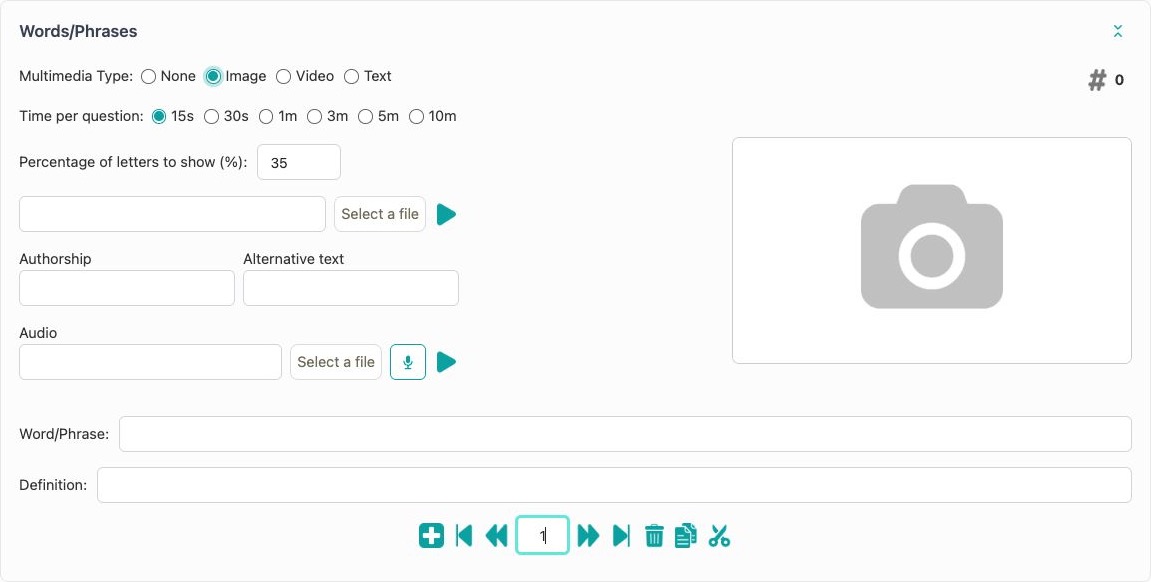 Words/Phrases
Multimedia Type: None Image Video Text
# 0
Time per question: 15s 30s 1m 3m 5m 10m
Percentage of letters to show (%): 35
Select a file
Authorship Alternative text
Audio
Select a file
Word/Phrase:
Definition:
1